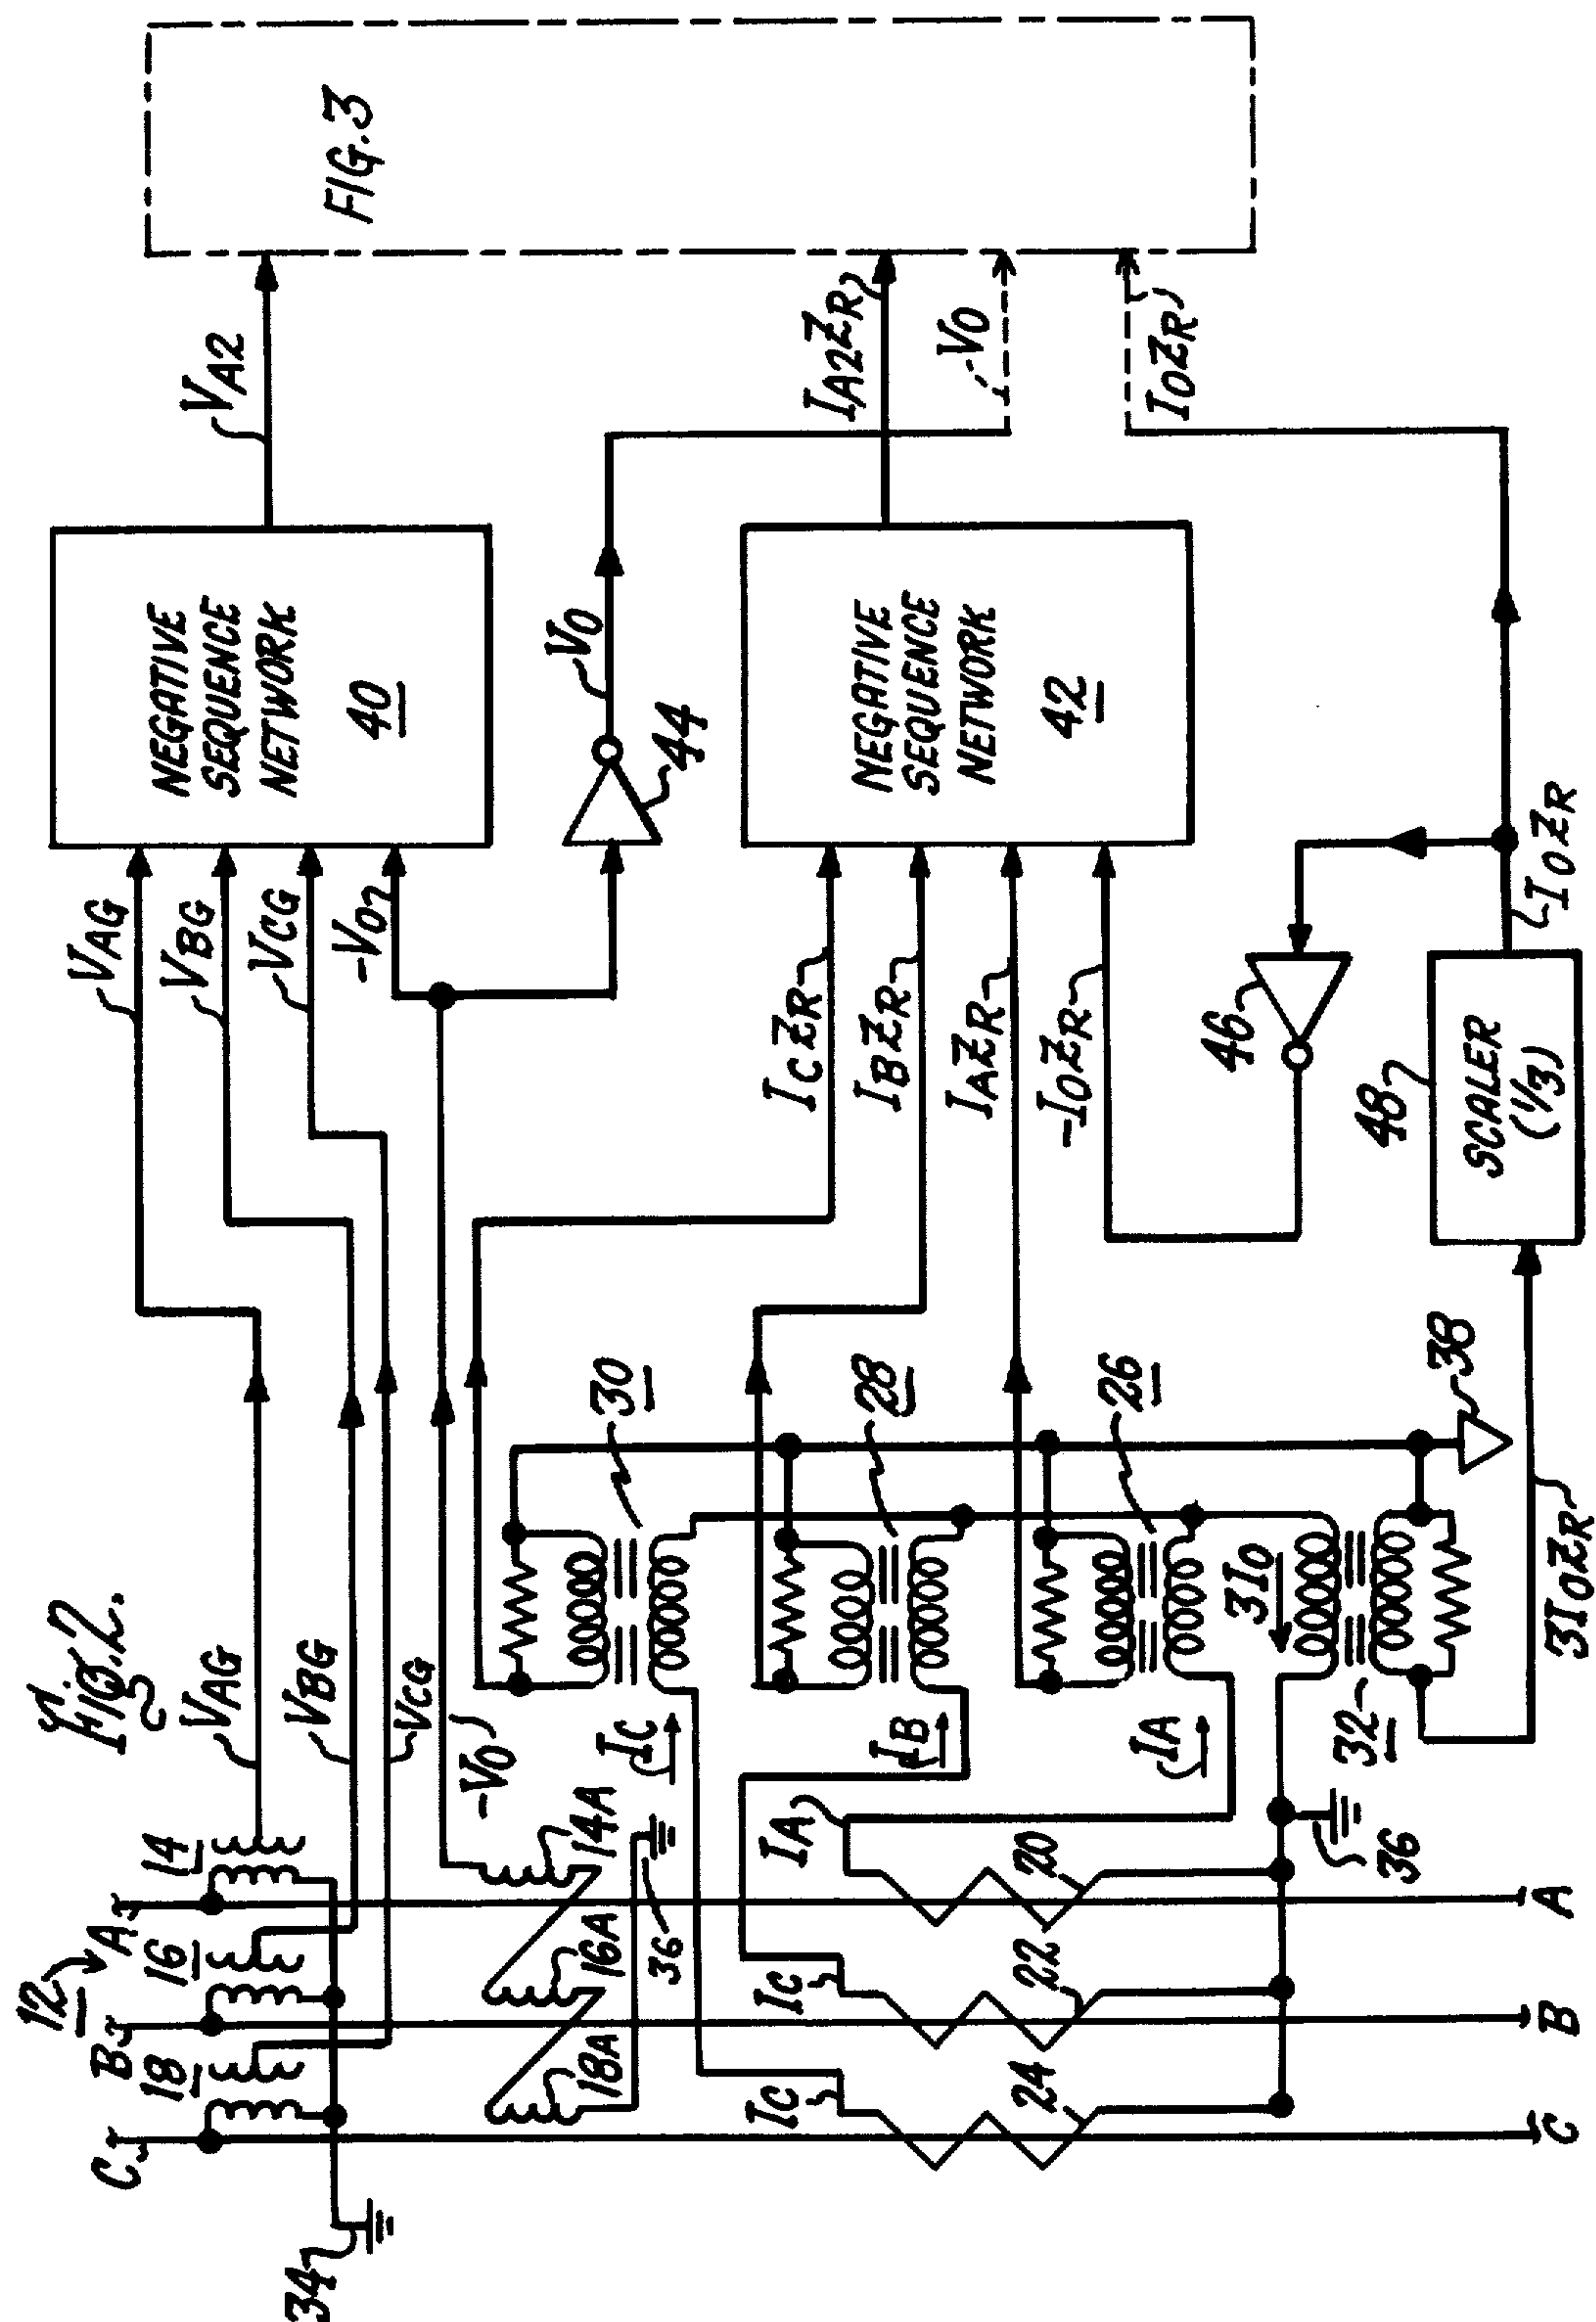 Fig. 2.
12
A
B
C
14
16
18
34
VAG
VBG
VCG
-V0
VAG
VBG
VCG
-V0
NEGATIVE
SEQUENCE
NETWORK
40
VA2
FIG. 3
14A
16A
18A
36
44
V0
V0
IC
IB
IA
30
28
26
ICZR
IBZR
IAZR
-I0ZR
NEGATIVE
SEQUENCE
NETWORK
42
IA2ZR
I0ZR
IA
IC
IC
20
22
24
36
3I0
32
38
3I0ZR
46
48
SCALER
(1/3)
I0ZR
A
B
C